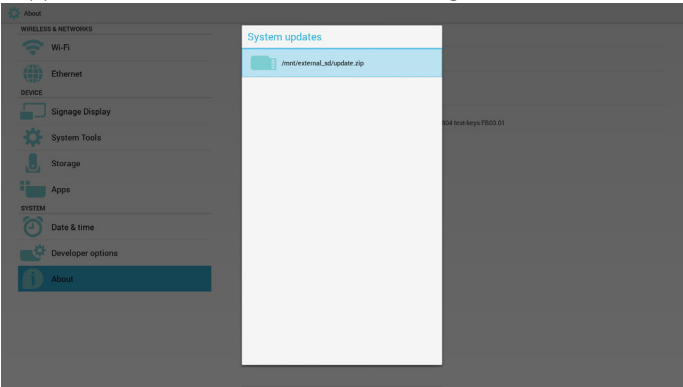 About
WIRELESS & NETWORKS
Wi-Fi
Ethernet
DEVICE
Signage Display
System Tools
Storage
Apps
SYSTEM
Date & time
Developer options
About
System updates
/mnt/external_sd/update.zip
test-keys FB03.01